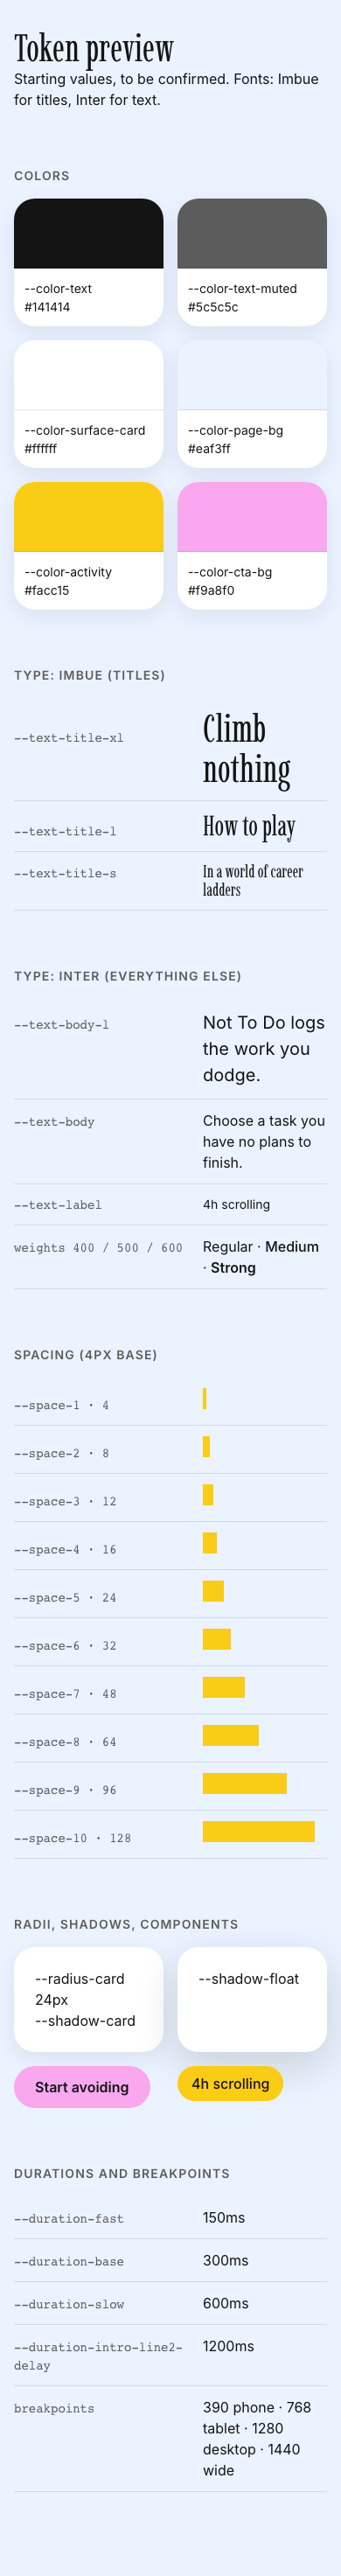 Token preview
Starting values, to be confirmed. Fonts: Imbue
for titles, Inter for text.
COLORS
--color-text
#141414
--color-text-muted
#5c5c5c
--color-surface-card
#ffffff
--color-page-bg
#eaf3ff
--color-activity
#facc15
--color-cta-bg
#f9a8f0
TYPE: IMBUE (TITLES)
--text-title-xl
Climb
nothing
--text-title-l
How to play
--text-title-s
In a world of career
ladders
TYPE: INTER (EVERYTHING ELSE)
--text-body-l
Not To Do logs
the work you
dodge.
--text-body
Choose a task you
have no plans to
finish.
--text-label
4h scrolling
weights 400 / 500 / 600
Regular · Medium
· Strong
SPACING (4PX BASE)
--space-1 · 4
--space-2 · 8
--space-3 · 12
--space-4 · 16
--space-5 · 24
--space-6 · 32
--space-7 · 48
--space-8 · 64
--space-9 · 96
--space-10 · 128
RADII, SHADOWS, COMPONENTS
--radius-card
24px
--shadow-card
--shadow-float
Start avoiding
4h scrolling
DURATIONS AND BREAKPOINTS
--duration-fast
150ms
--duration-base
300ms
--duration-slow
600ms
--duration-intro-line2-
delay
1200ms
breakpoints
390 phone · 768
tablet · 1280
desktop · 1440
wide